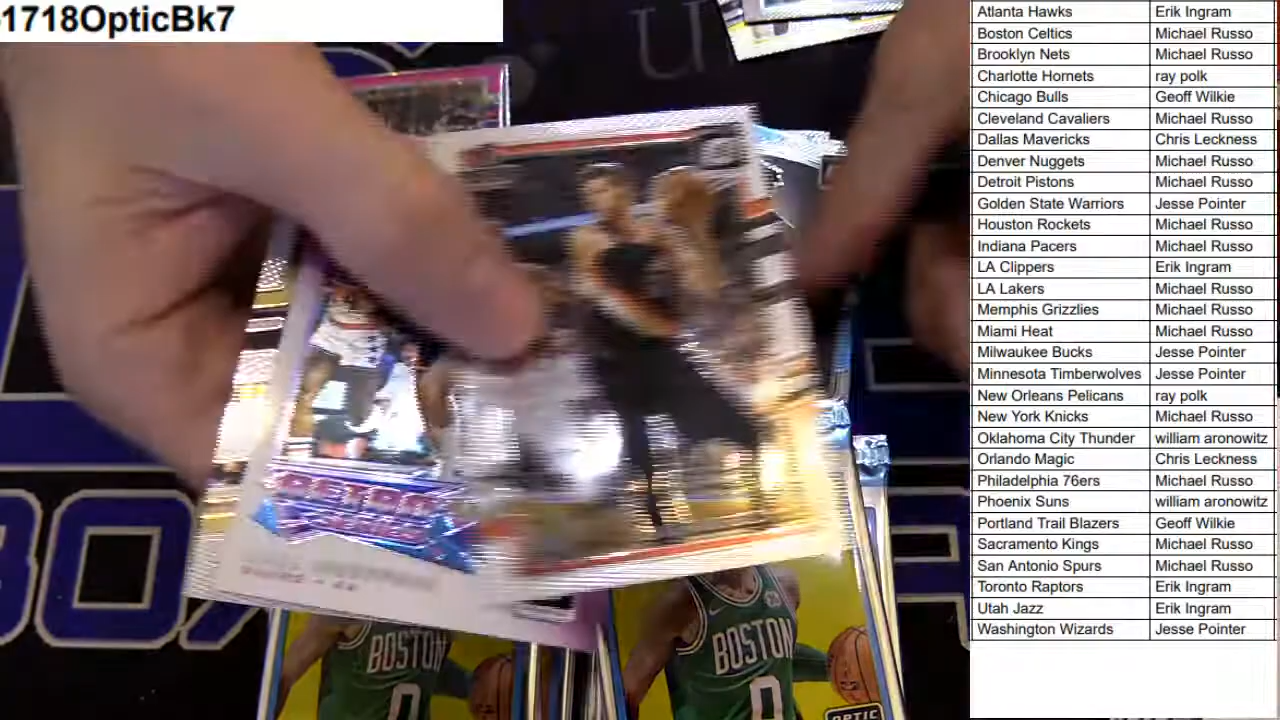 1718OpticBk7
Atlanta Hawks Erik Ingram
Boston Celtics Michael Russo
Brooklyn Nets Michael Russo
Charlotte Hornets ray polk
Chicago Bulls Geoff Wilkie
Cleveland Cavaliers Michael Russo
Dallas Mavericks Chris Leckness
Denver Nuggets Michael Russo
Detroit Pistons Michael Russo
Golden State Warriors Jesse Pointer
Houston Rockets Michael Russo
Indiana Pacers Michael Russo
LA Clippers Erik Ingram
LA Lakers Michael Russo
Memphis Grizzlies Michael Russo
Miami Heat Michael Russo
Milwaukee Bucks Jesse Pointer
Minnesota Timberwolves Jesse Pointer
New Orleans Pelicans ray polk
New York Knicks Michael Russo
Oklahoma City Thunder william aronowitz
Orlando Magic Chris Leckness
Philadelphia 76ers Michael Russo
Phoenix Suns william aronowitz
Portland Trail Blazers Geoff Wilkie
Sacramento Kings Michael Russo
San Antonio Spurs Michael Russo
Toronto Raptors Erik Ingram
Utah Jazz Erik Ingram
Washington Wizards Jesse Pointer
RETRO
BOSTON
0
BOSTON
0
OPTIC